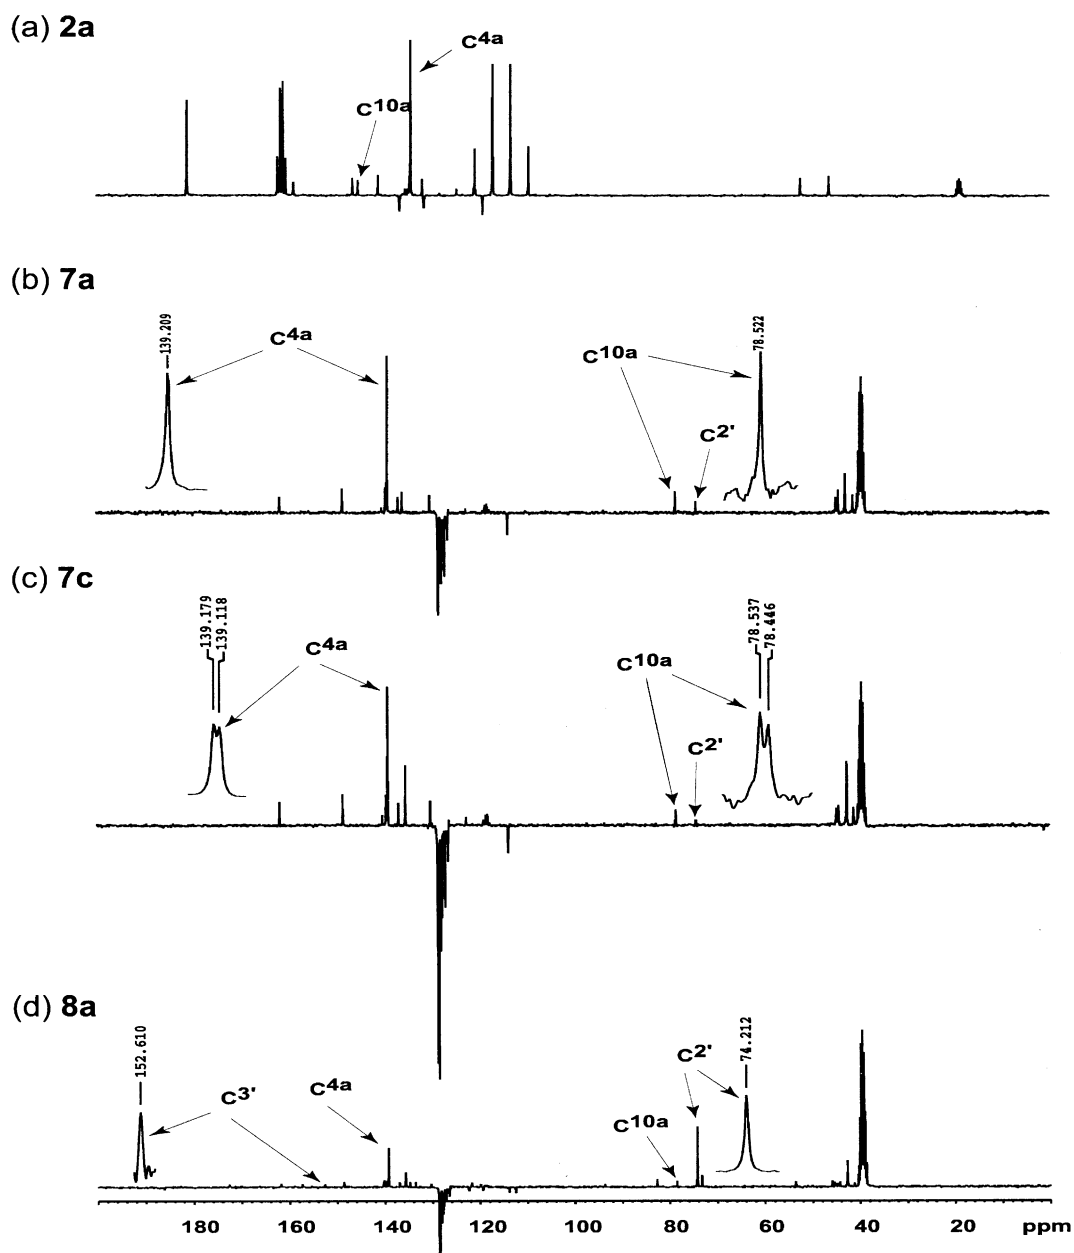 (a) 2a
C4a
C10a
(b) 7a
139.209
C4a
C10a
78.522
C2'
(c) 7c
139.179
139.118
C4a
C10a
78.537
78.446
C2'
(d) 8a
152.610
C3'
C4a
C10a
C2'
74.212
180 160 140 120 100 80 60 40 20 ppm